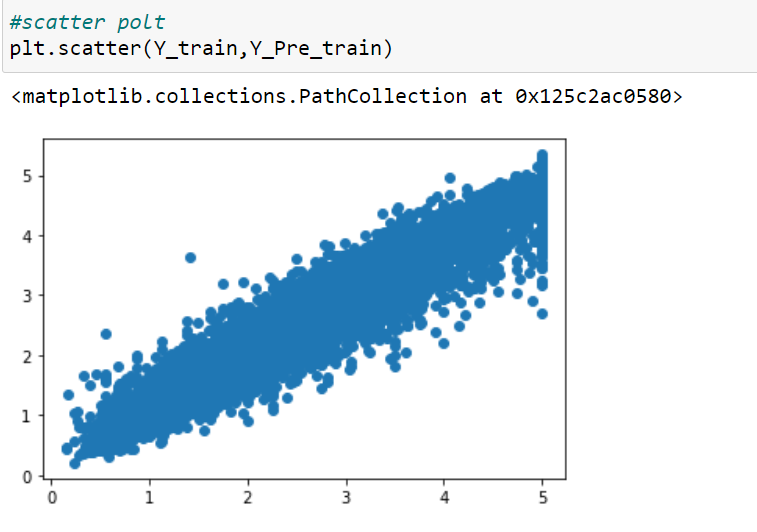 #scatter polt
plt.scatter(Y_train,Y_Pre_train)
<matplotlib.collections.PathCollection at 0x125c2ac0580>
5
4
3
2
1
0
0 1 2 3 4 5